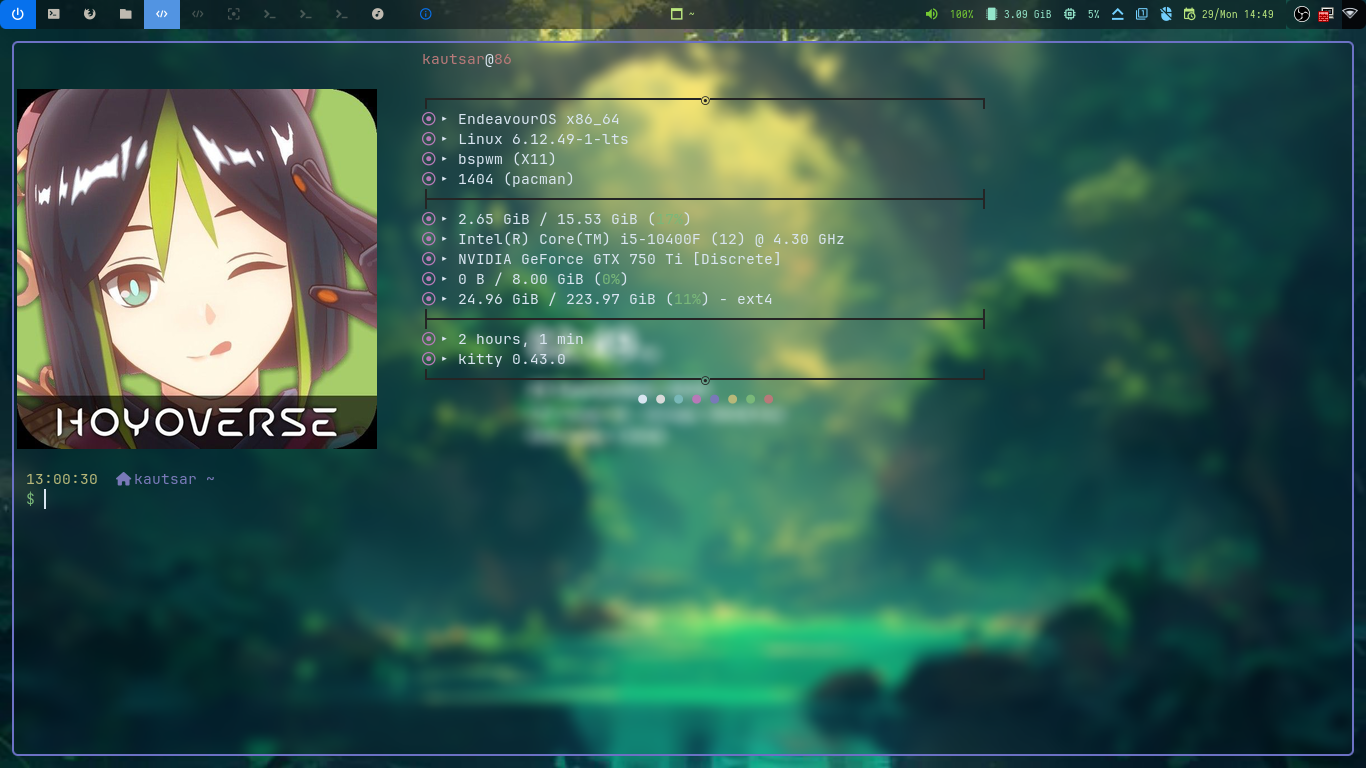 ~
100%
3.09 GiB
5%
29/Mon 14:49
kautsar@86
EndeavourOS x86_64
Linux 6.12.49-1-lts
bspwm (X11)
1404 (pacman)
2.65 GiB / 15.53 GiB ( )
Intel(R) Core(TM) i5-10400F (12) @ 4.30 GHz
NVIDIA GeForce GTX 750 Ti [Discrete]
0 B / 8.00 GiB (0%)
24.96 GiB / 223.97 GiB (11%) - ext4
2 hours, 1 min
kitty 0.43.0
HOYOVERSE
13:00:30 kautsar ~
$